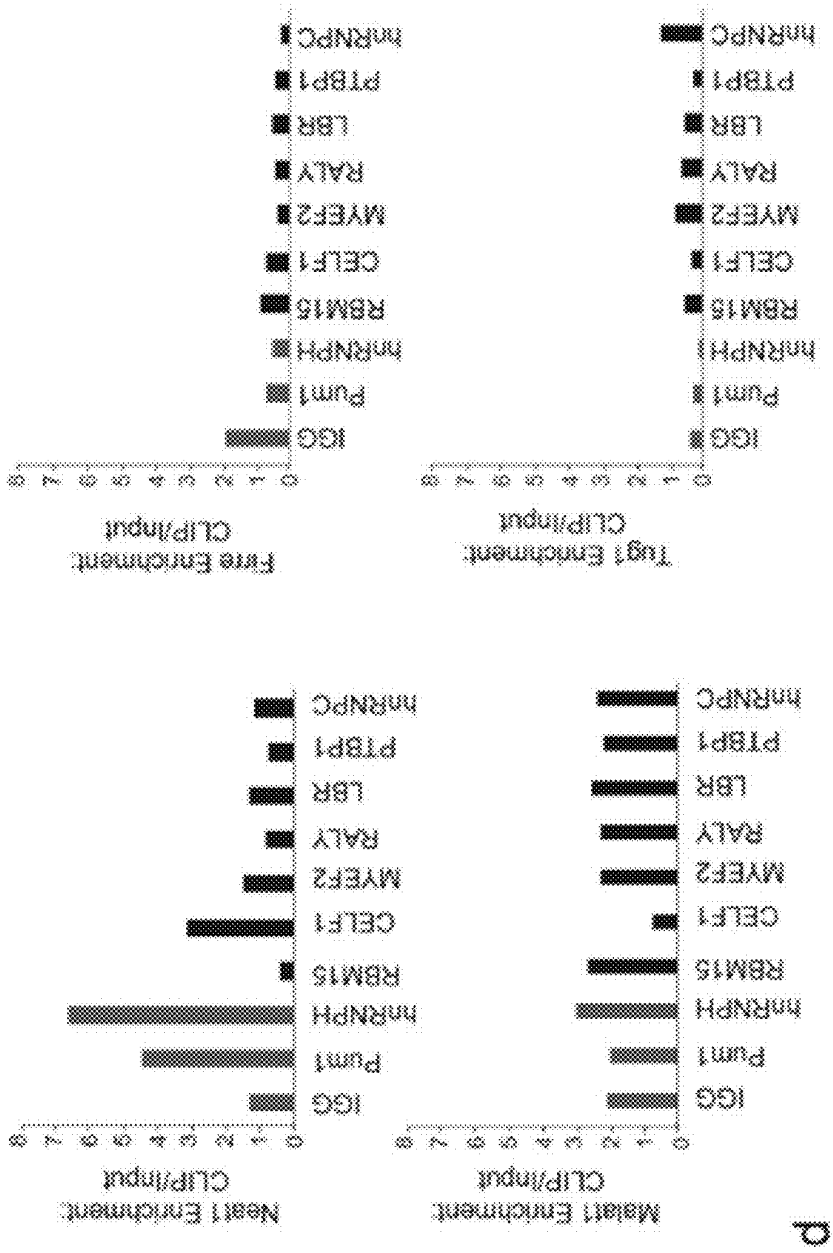 d
Malat1 Enrichment:
CLIP/Input
0 1 2 3 4 5 6 7 8
IGG
Pum1
hnRNPH
RBM15
CELF1
MYEF2
RALY
LBR
PTBP1
hnRNPC
Neat1 Enrichment:
CLIP/Input
0 1 2 3 4 5 6 7 8
IGG
Pum1
hnRNPH
RBM15
CELF1
MYEF2
RALY
LBR
PTBP1
hnRNPC
Tug1 Enrichment:
CLIP/Input
0 1 2 3 4 5 6 7 8
IGG
Pum1
hnRNPH
RBM15
CELF1
MYEF2
RALY
LBR
PTBP1
hnRNPC
Firre Enrichment:
CLIP/Input
0 1 2 3 4 5 6 7 8
IGG
Pum1
hnRNPH
RBM15
CELF1
MYEF2
RALY
LBR
PTBP1
hnRNPC